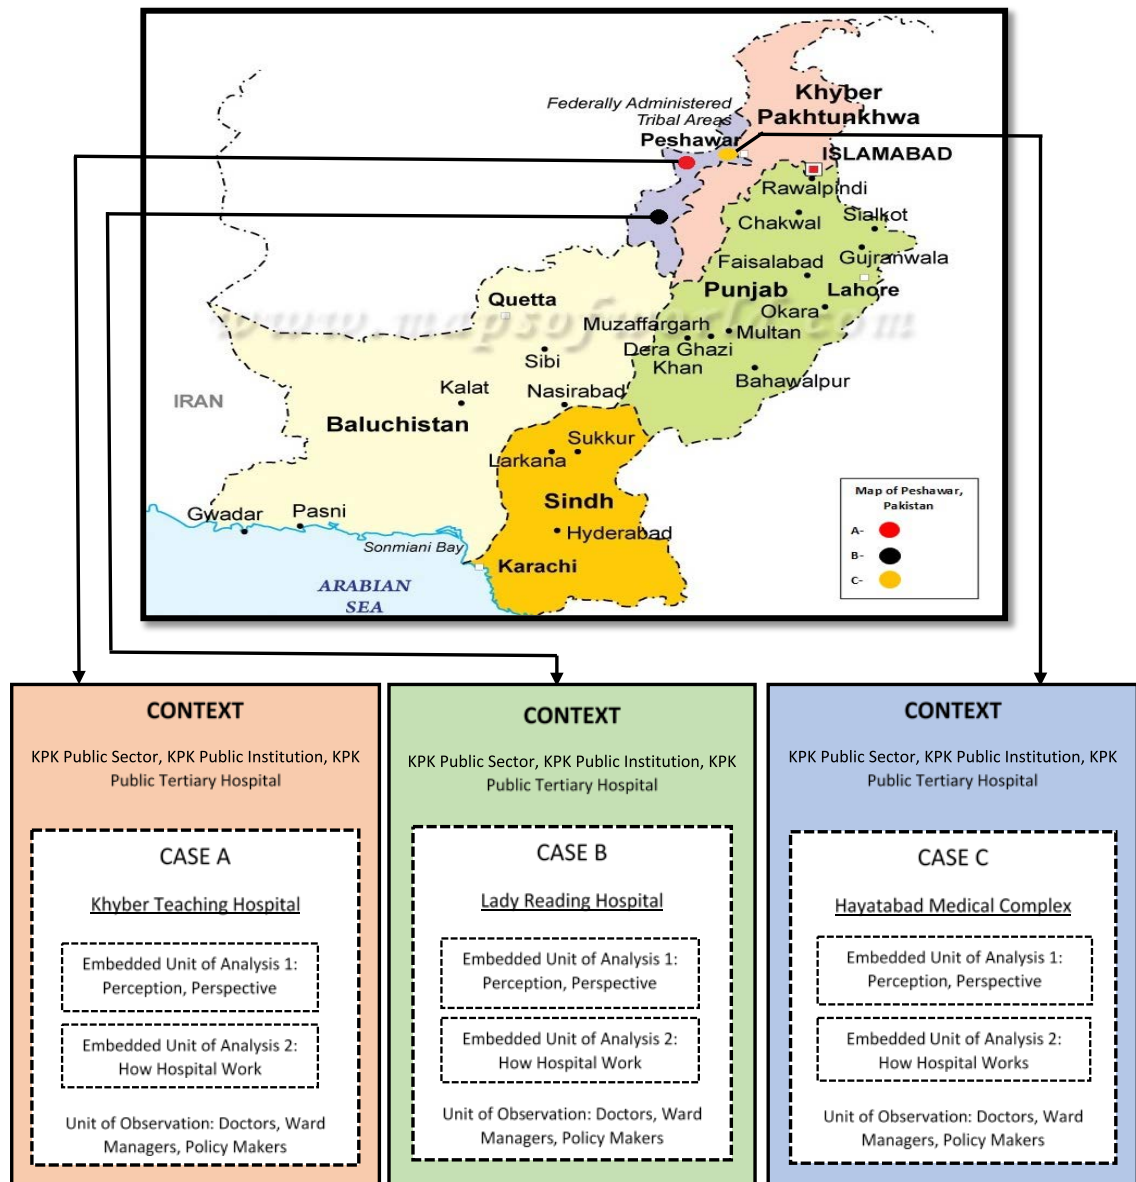 Khyber
Pakhtunkhwa
Federally Administered
Tribal Areas
Peshawar
ISLAMABAD
Rawalpindi
Chakwal
Sialkot
Gujranwala
Faisalabad
Punjab
Lahore
Okara
Quetta
www.mapsofworld.com
Muzaffargarh
Multan
Dera Ghazi
Khan
Sibi
Bahawalpur
Kalat
Nasirabad
IRAN
Baluchistan
Sukkur
Larkana
Sindh
Gwadar
Pasni
Hyderabad
Sonmiani Bay
Karachi
ARABIAN
SEA
Map of Peshawar,
Pakistan
A-
B-
C-
CONTEXT
KPK Public Sector, KPK Public Institution, KPK
Public Tertiary Hospital
CASE A
Khyber Teaching Hospital
Embedded Unit of Analysis 1:
Perception, Perspective
Embedded Unit of Analysis 2:
How Hospital Work
Unit of Observation: Doctors, Ward
Managers, Policy Makers
CONTEXT
KPK Public Sector, KPK Public Institution, KPK
Public Tertiary Hospital
CASE B
Lady Reading Hospital
Embedded Unit of Analysis 1:
Perception, Perspective
Embedded Unit of Analysis 2:
How Hospital Work
Unit of Observation: Doctors, Ward
Managers, Policy Makers
CONTEXT
KPK Public Sector, KPK Public Institution, KPK
Public Tertiary Hospital
CASE C
Hayatabad Medical Complex
Embedded Unit of Analysis 1:
Perception, Perspective
Embedded Unit of Analysis 2:
How Hospital Works
Unit of Observation: Doctors, Ward
Managers, Policy Makers